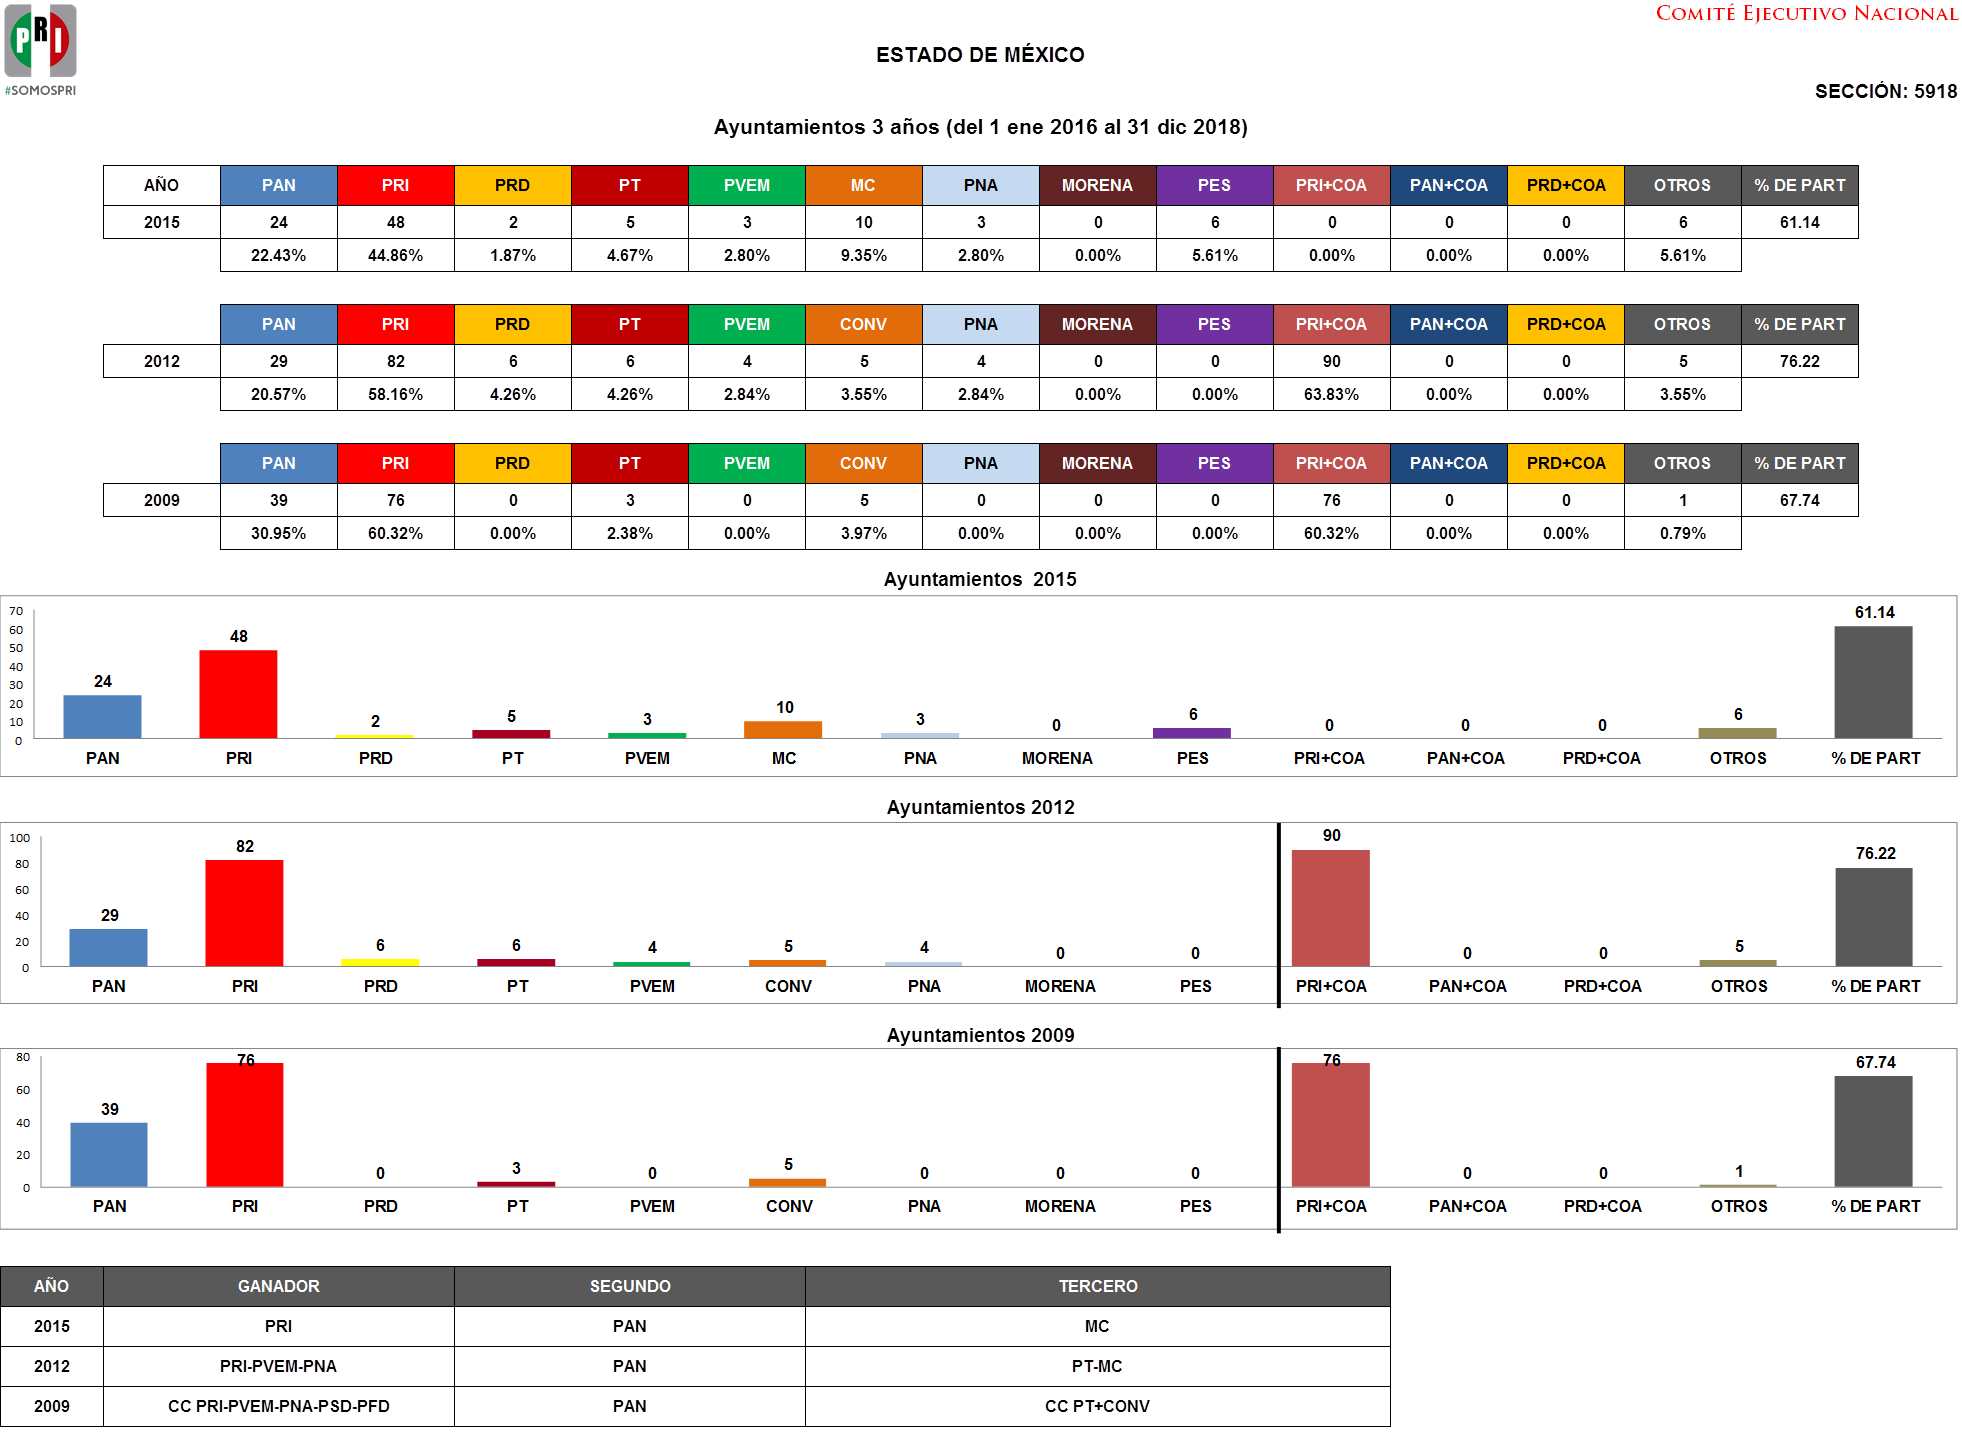 PRI
#SOMOSPRI
COMITÉ EJECUTIVO NACIONAL
ESTADO DE MÉXICO
SECCIÓN: 5918
Ayuntamientos 3 años (del 1 ene 2016 al 31 dic 2018)
AÑO PAN PRI PRD PT PVEM MC PNA MORENA PES PRI+COA PAN+COA PRD+COA OTROS % DE PART
2015 24 48 2 5 3 10 3 0 6 0 0 0 6 61.14
22.43% 44.86% 1.87% 4.67% 2.80% 9.35% 2.80% 0.00% 5.61% 0.00% 0.00% 0.00% 5.61%
PAN PRI PRD PT PVEM CONV PNA MORENA PES PRI+COA PAN+COA PRD+COA OTROS % DE PART
2012 29 82 6 6 4 5 4 0 0 90 0 0 5 76.22
20.57% 58.16% 4.26% 4.26% 2.84% 3.55% 2.84% 0.00% 0.00% 63.83% 0.00% 0.00% 3.55%
PAN PRI PRD PT PVEM CONV PNA MORENA PES PRI+COA PAN+COA PRD+COA OTROS % DE PART
2009 39 76 0 3 0 5 0 0 0 76 0 0 1 67.74
30.95% 60.32% 0.00% 2.38% 0.00% 3.97% 0.00% 0.00% 0.00% 60.32% 0.00% 0.00% 0.79%
Ayuntamientos 2015
70
60
50
40
30
20
10
0
24 48 2 5 3 10 3 0 6 0 0 0 6 61.14
PAN PRI PRD PT PVEM MC PNA MORENA PES PRI+COA PAN+COA PRD+COA OTROS % DE PART
Ayuntamientos 2012
100
80
60
40
20
0
29 82 6 6 4 5 4 0 0 90 0 0 5 76.22
PAN PRI PRD PT PVEM CONV PNA MORENA PES PRI+COA PAN+COA PRD+COA OTROS % DE PART
Ayuntamientos 2009
80
60
40
20
0
39 76 0 3 0 5 0 0 0 76 0 0 1 67.74
PAN PRI PRD PT PVEM CONV PNA MORENA PES PRI+COA PAN+COA PRD+COA OTROS % DE PART
AÑO GANADOR SEGUNDO TERCERO
2015 PRI PAN MC
2012 PRI-PVEM-PNA PAN PT-MC
2009 CC PRI-PVEM-PNA-PSD-PFD PAN CC PT+CONV